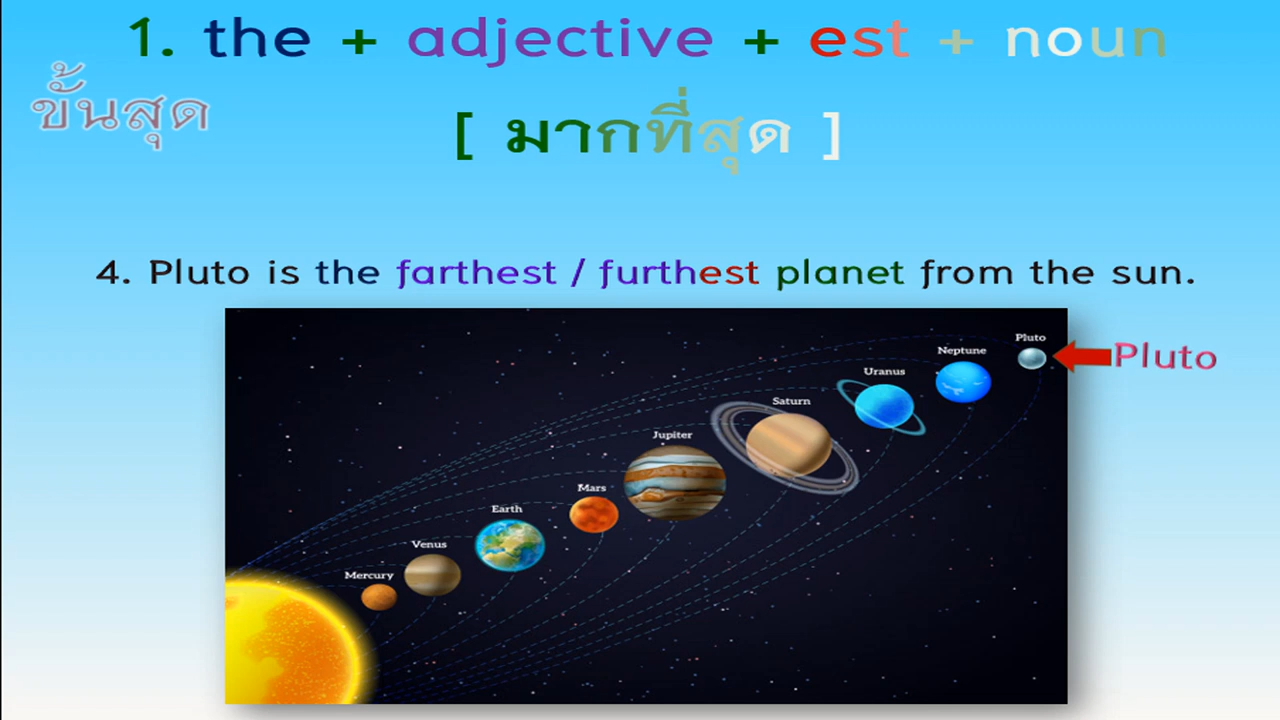 1. the + adjective + est + noun
ขั้นสุด
[ มากที่สุด ]
4. Pluto is the farthest / furthest planet from the sun.
Pluto
Pluto
Neptune
Uranus
Saturn
Jupiter
Mars
Earth
Venus
Mercury